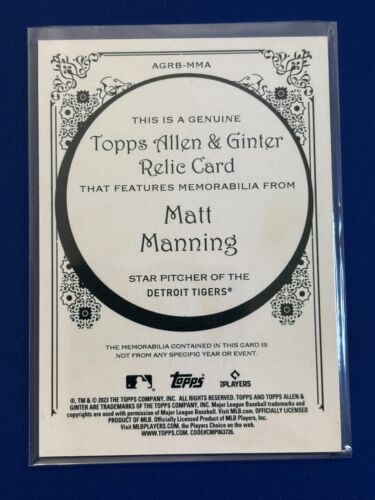 AGRB-MMA
THIS IS A GENUINE
Topps Allen & Ginter
Relic Card
THAT FEATURES MEMORABILIA FROM
Matt
Manning
STAR PITCHER OF THE
DETROIT TIGERS®
THE MEMORABILIA CONTAINED IN THIS CARD IS
NOT FROM ANY SPECIFIC YEAR OR EVENT.
topps
PLAYERS
®, TM & © 2023 THE TOPPS COMPANY, INC. ALL RIGHTS RESERVED. TOPPS AND TOPPS ALLEN &
GINTER ARE TRADEMARKS OF THE TOPPS COMPANY, INC. Major League Baseball trademarks and
copyrights are used with permission of Major League Baseball. Visit MLB.com. OFFICIALLY LICENSED
PRODUCT OF MLB. Officially Licensed Product of MLB Players, Inc.
Visit MLBPLAYERS.COM, the Players Choice on the web.
WWW.TOPPS.COM. CODE#CMP063726.